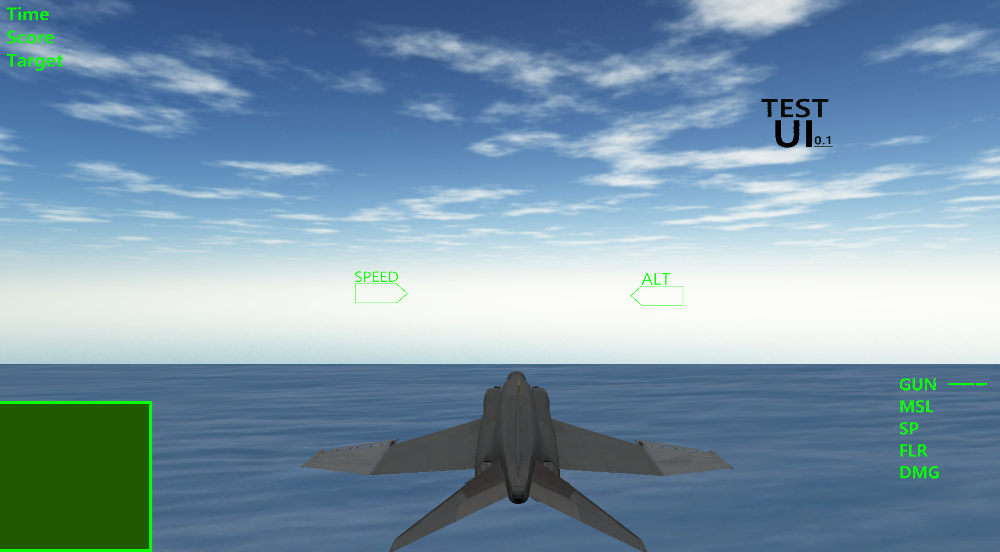 Time
Score
Target
TEST
UI 0.1
SPEED
ALT
GUN
MSL
SP
FLR
DMG